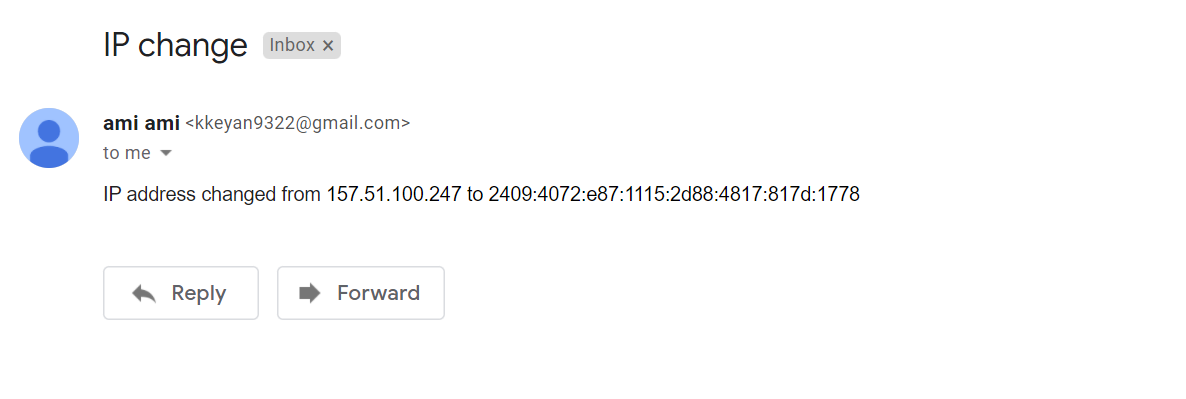 IP change Inbox ×
ami ami <kkeyan9322@gmail.com>
to me
IP address changed from 157.51.100.247 to 2409:4072:e87:1115:2d88:4817:817d:1778
Reply Forward